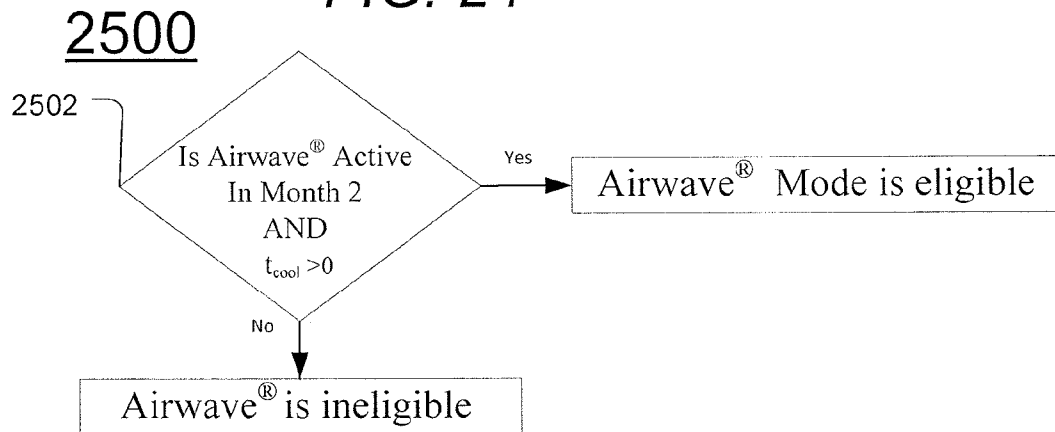 2500
2502
Is Airwave® Active
In Month 2
AND
t_cool >0
Yes
Airwave® Mode is eligible
No
Airwave® is ineligible